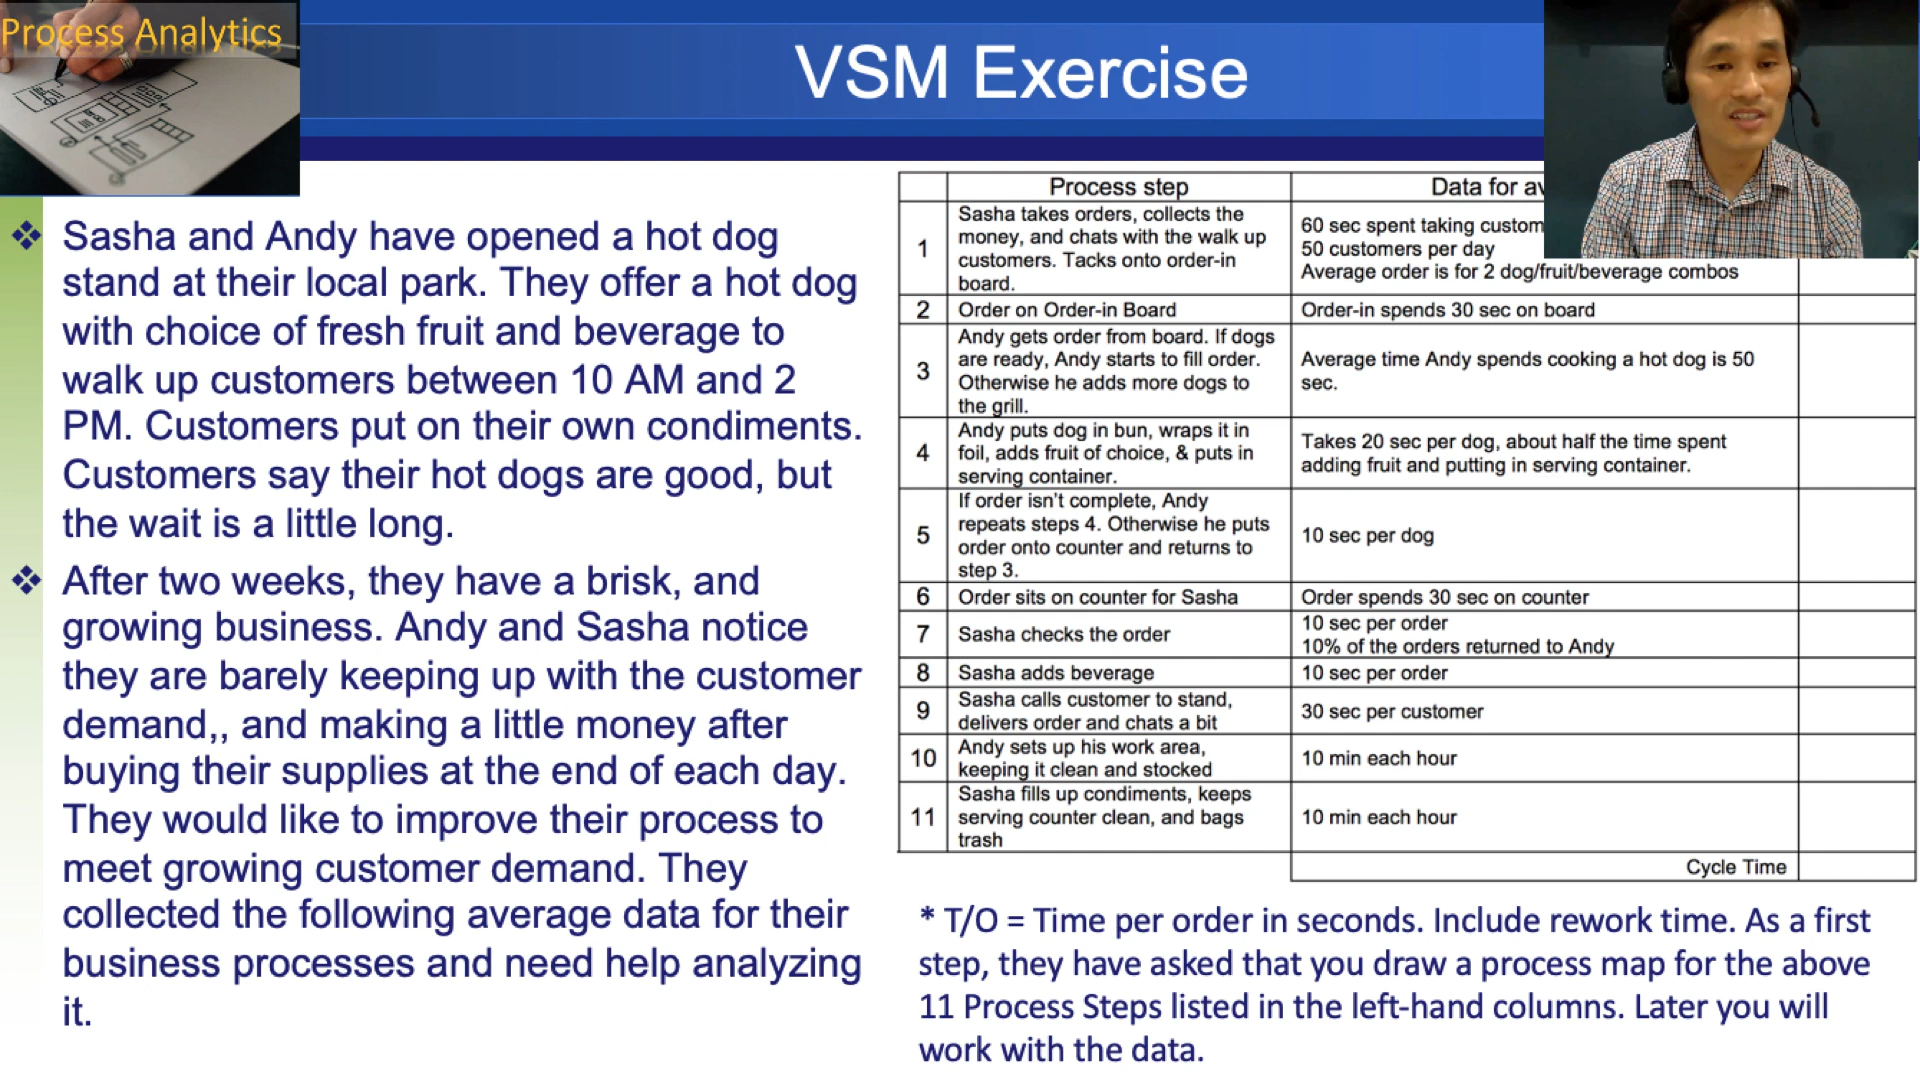 Process Analytics
VSM Exercise
Sasha and Andy have opened a hot dog
stand at their local park. They offer a hot dog
with choice of fresh fruit and beverage to
walk up customers between 10 AM and 2
PM. Customers put on their own condiments.
Customers say their hot dogs are good, but
the wait is a little long.
After two weeks, they have a brisk, and
growing business. Andy and Sasha notice
they are barely keeping up with the customer
demand,, and making a little money after
buying their supplies at the end of each day.
They would like to improve their process to
meet growing customer demand. They
collected the following average data for their
business processes and need help analyzing
it.
Process step
Data for
1
Sasha takes orders, collects the
money, and chats with the walk up
customers. Tacks onto order-in
board.
60 sec spent taking
50 customers per day
Average order is for 2 dog/fruit/beverage combos
2
Order on Order-in Board
Order-in spends 30 sec on board
3
Andy gets order from board. If dogs
are ready, Andy starts to fill order.
Otherwise he adds more dogs to
the grill.
Average time Andy spends cooking a hot dog is 50
sec.
4
Andy puts dog in bun, wraps it in
foil, adds fruit of choice, & puts in
serving container.
Takes 20 sec per dog, about half the time spent
adding fruit and putting in serving container.
5
If order isn't complete, Andy
repeats steps 4. Otherwise he puts
order onto counter and returns to
step 3.
10 sec per dog
6
Order sits on counter for Sasha
Order spends 30 sec on counter
7
Sasha checks the order
10 sec per order
10% of the orders returned to Andy
8
Sasha adds beverage
10 sec per order
9
Sasha calls customer to stand,
delivers order and chats a bit
30 sec per customer
10
Andy sets up his work area,
keeping it clean and stocked
10 min each hour
11
Sasha fills up condiments, keeps
serving counter clean, and bags
trash
10 min each hour
Cycle Time
* T/O = Time per order in seconds. Include rework time. As a first
step, they have asked that you draw a process map for the above
11 Process Steps listed in the left-hand columns. Later you will
work with the data.